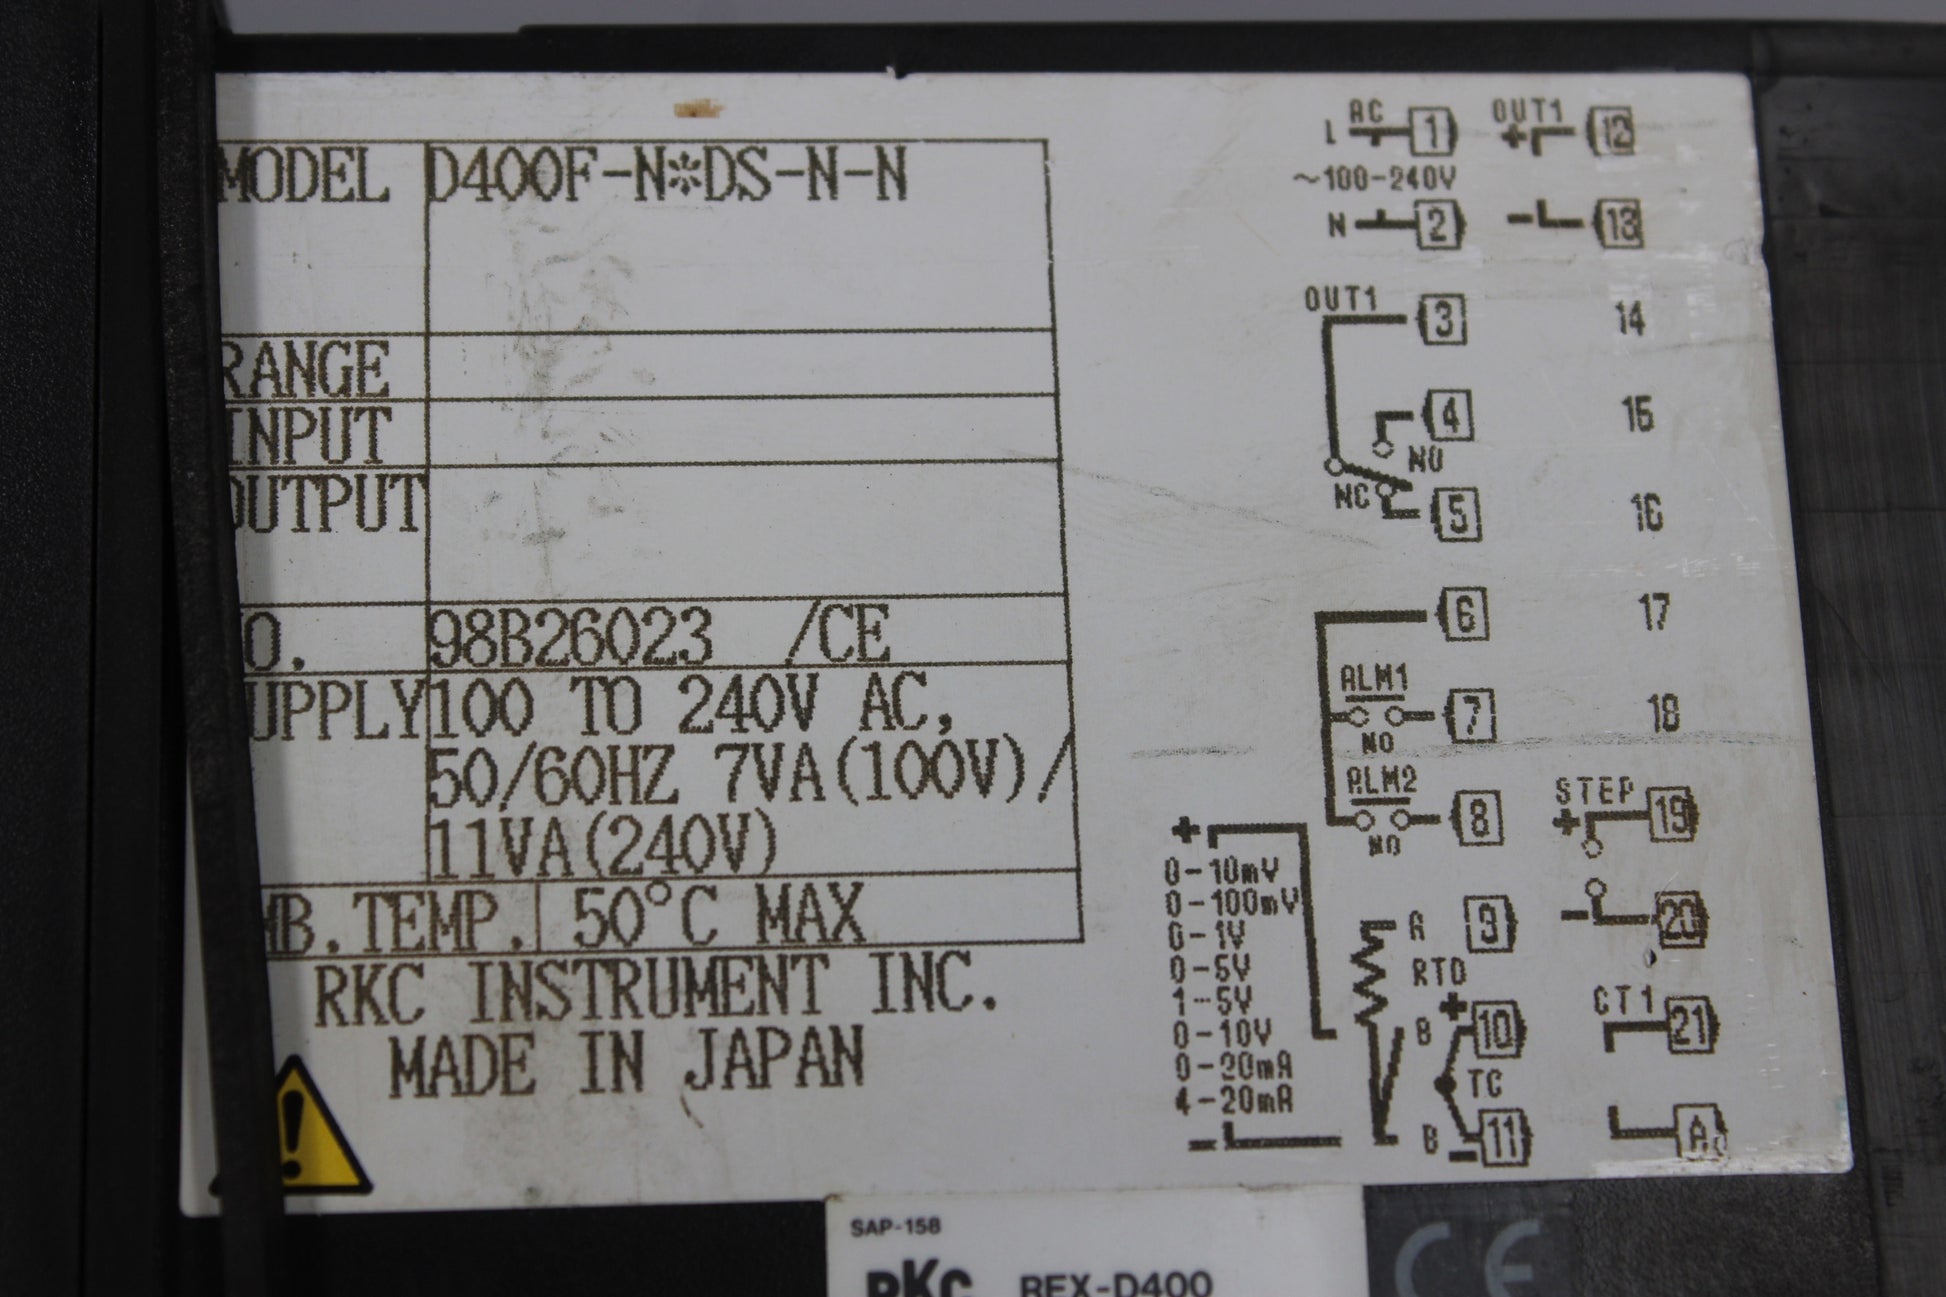 MODEL D400F-N*DS-N-N
RANGE
INPUT
OUTPUT
O. 98B26023 /CE
UPPLY 100 TO 240V AC,
50/60HZ 7VA(100V)/
11VA(240V)
MB.TEMP. 50°C MAX
RKC INSTRUMENT INC.
MADE IN JAPAN
AC
L 1
~100-240V
N 2
OUT1
+ 12
- 13
OUT1 3
14
4
NO
15
NC
5
16
6
17
ALM1
7
NO
18
ALM2
8
NO
STEP
+ 19
- 20
+
0-10mV
0-100mV
0-1V
0-5V
1-5V
0-10V
0-20mA
4-20mA
-
A 9
RTD
+
B 10
TC
B 11
-
CT1
21
A
SAP-158
RKC REX-D400
CE